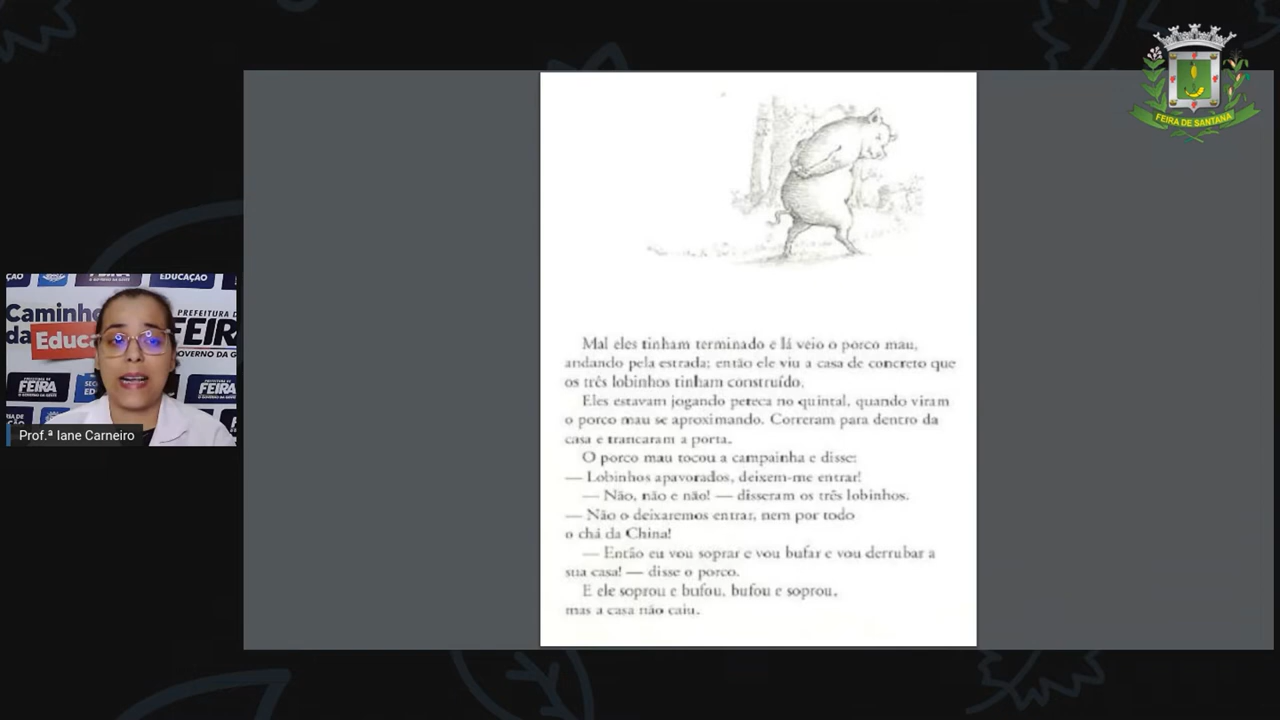 FEIRA DE SANTANA
Mal eles tinham terminado e lá veio o porco mau,
andando pela estrada; então ele viu a casa de concreto que
os três lobinhos tinham construído.
Eles estavam jogando peteca no quintal, quando viram
o porco mau se aproximando. Correram para dentro da
casa e trancaram a porta.
O porco mau tocou a campainha e disse:
— Lobinhos apavorados, deixem-me entrar!
— Não, não e não! — disseram os três lobinhos.
— Não o deixaremos entrar, nem por todo
o chá da China!
— Então eu vou soprar e vou bufar e vou derrubar a
sua casa! — disse o porco.
E ele soprou e bufou, bufou e soprou,
mas a casa não caiu.
EDUCAÇÃO
Caminho
da Educa
PREFEITURA D
FEIRA
GOVERNO DA G
FEIRA
FEIRA
Prof.ª Iane Carneiro